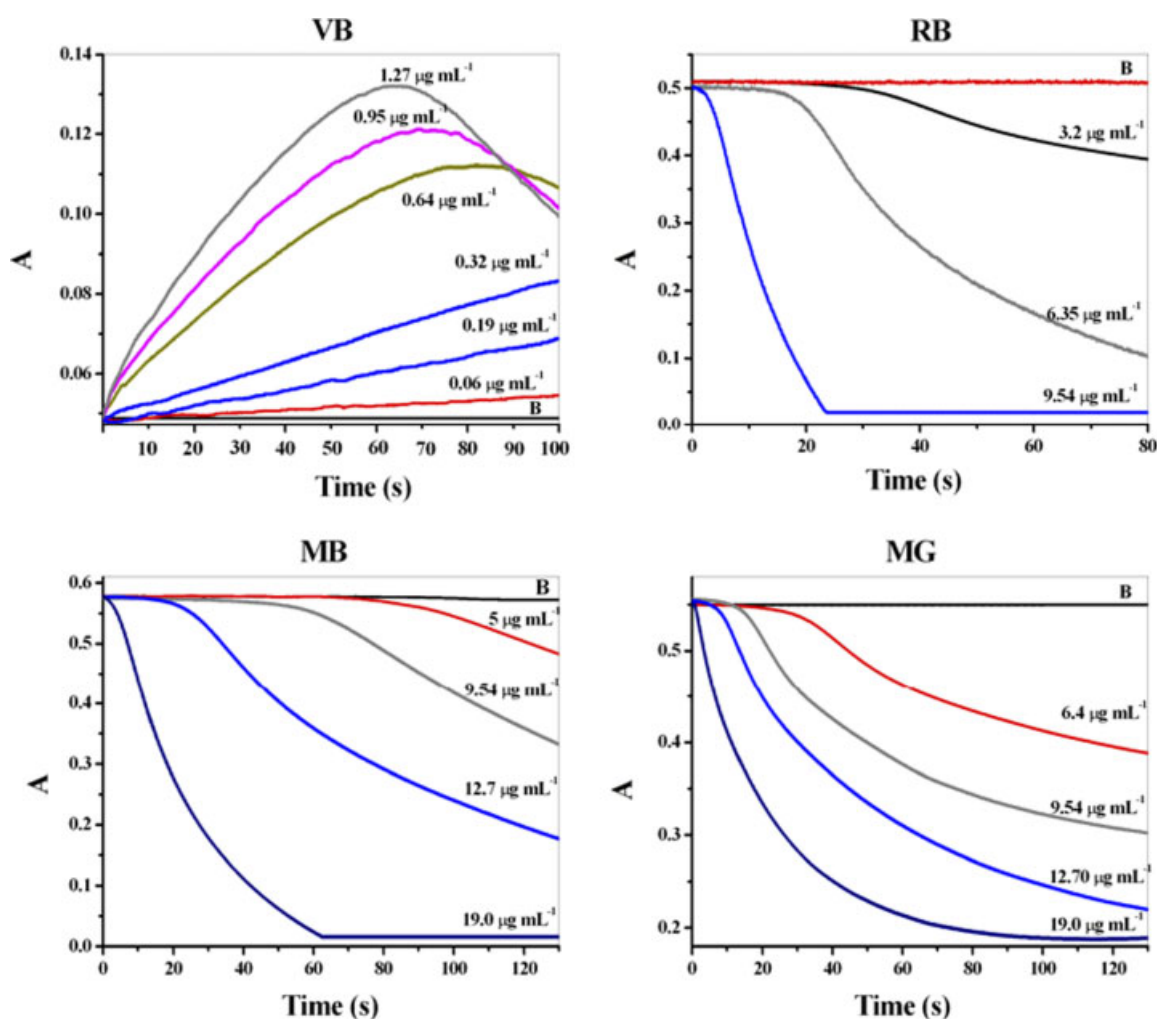 VB
0.14
0.12
0.10
0.08
0.06
A
1.27 µg mL⁻¹
0.95 µg mL⁻¹
0.64 µg mL⁻¹
0.32 µg mL⁻¹
0.19 µg mL⁻¹
0.06 µg mL⁻¹
B
10 20 30 40 50 60 70 80 90 100
Time (s)
RB
0.5
0.4
0.3
0.2
0.1
0.0
A
B
3.2 µg mL⁻¹
6.35 µg mL⁻¹
9.54 µg mL⁻¹
0 20 40 60 80
Time (s)
MB
0.6
0.5
0.4
0.3
0.2
0.1
0.0
A
B
5 µg mL⁻¹
9.54 µg mL⁻¹
12.7 µg mL⁻¹
19.0 µg mL⁻¹
0 20 40 60 80 100 120
Time (s)
MG
0.5
0.4
0.3
0.2
A
B
6.4 µg mL⁻¹
9.54 µg mL⁻¹
12.70 µg mL⁻¹
19.0 µg mL⁻¹
0 20 40 60 80 100 120
Time (s)